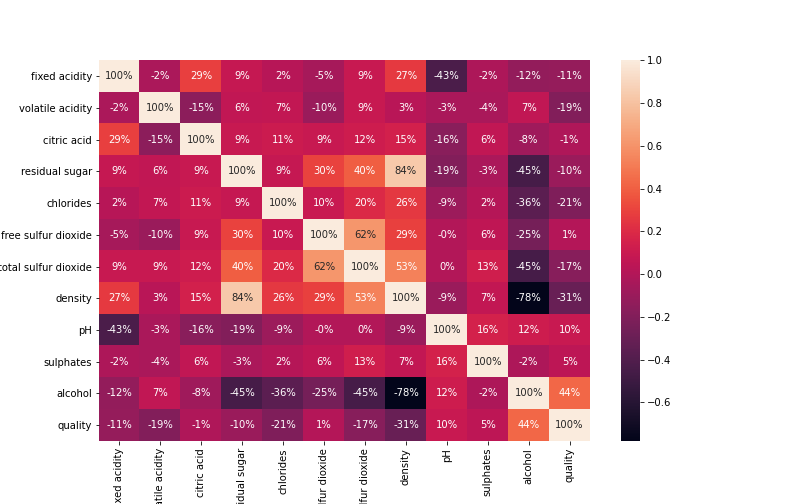 fixed acidity 100% -2% 29% 9% 2% -5% 9% 27% -43% -2% -12% -11%
volatile acidity -2% 100% -15% 6% 7% -10% 9% 3% -3% -4% 7% -19%
citric acid 29% -15% 100% 9% 11% 9% 12% 15% -16% 6% -8% -1%
residual sugar 9% 6% 9% 100% 9% 30% 40% 84% -19% -3% -45% -10%
chlorides 2% 7% 11% 9% 100% 10% 20% 26% -9% 2% -36% -21%
free sulfur dioxide -5% -10% 9% 30% 10% 100% 62% 29% -0% 6% -25% 1%
otal sulfur dioxide 9% 9% 12% 40% 20% 62% 100% 53% 0% 13% -45% -17%
density 27% 3% 15% 84% 26% 29% 53% 100% -9% 7% -78% -31%
pH -43% -3% -16% -19% -9% -0% 0% -9% 100% 16% 12% 10%
sulphates -2% -4% 6% -3% 2% 6% 13% 7% 16% 100% -2% 5%
alcohol -12% 7% -8% -45% -36% -25% -45% -78% 12% -2% 100% 44%
quality -11% -19% -1% -10% -21% 1% -17% -31% 10% 5% 44% 100%
xed acidity
atile acidity
citric acid
idual sugar
chlorides
lfur dioxide
fur dioxide
density
pH
sulphates
alcohol
quality
1.0
0.8
0.6
0.4
0.2
0.0
−0.2
−0.4
−0.6